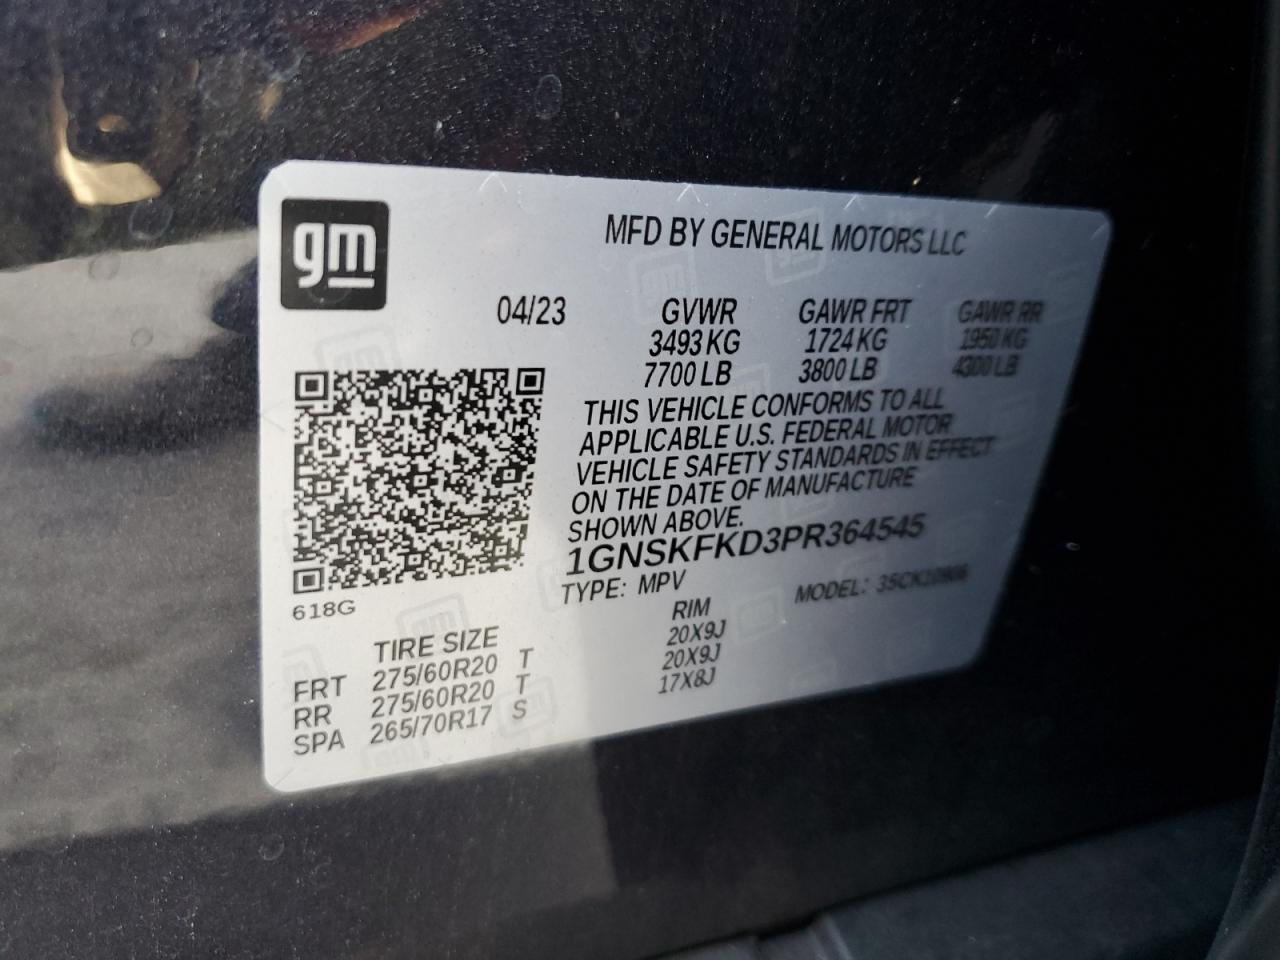 gm
MFD BY GENERAL MOTORS LLC
04/23 GVWR GAWR FRT GAWR RR
3493 KG 1724 KG 1950 KG
7700 LB 3800 LB 4300 LB
THIS VEHICLE CONFORMS TO ALL
APPLICABLE U.S. FEDERAL MOTOR
VEHICLE SAFETY STANDARDS IN EFFECT
ON THE DATE OF MANUFACTURE
SHOWN ABOVE.
1GNSKFKD3PR364545
TYPE: MPV MODEL:
618G
TIRE SIZE RIM
FRT 275/60R20 T 20X9J
RR 275/60R20 T 20X9J
SPA 265/70R17 S 17X8J